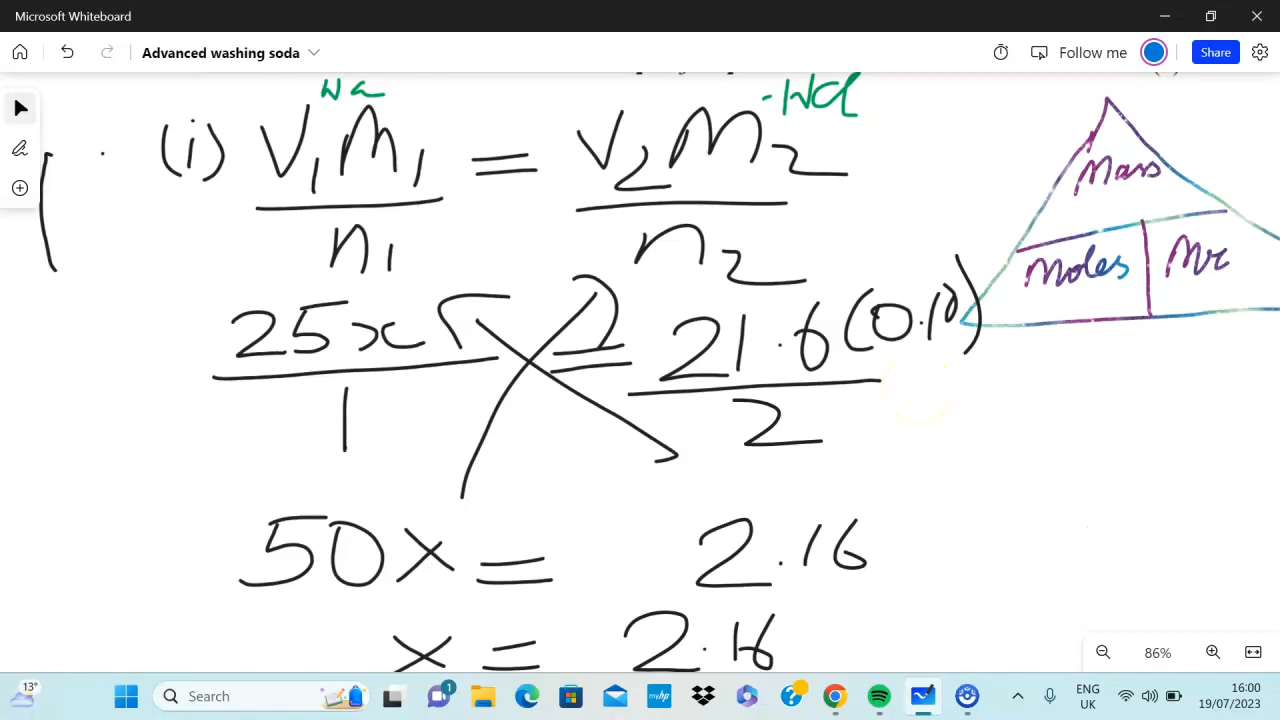 Microsoft Whiteboard
Advanced washing soda
Follow me
Share
Na
HCl
(i) V₁M₁ = V₂M₂
n₁ n₂
Mass
Moles Mr
25x = 21.6(0.10)
1 2
50x = 2.16
x = 2.16
86%
13°
Search
1
myhp
ENG
UK
16:00
19/07/2023